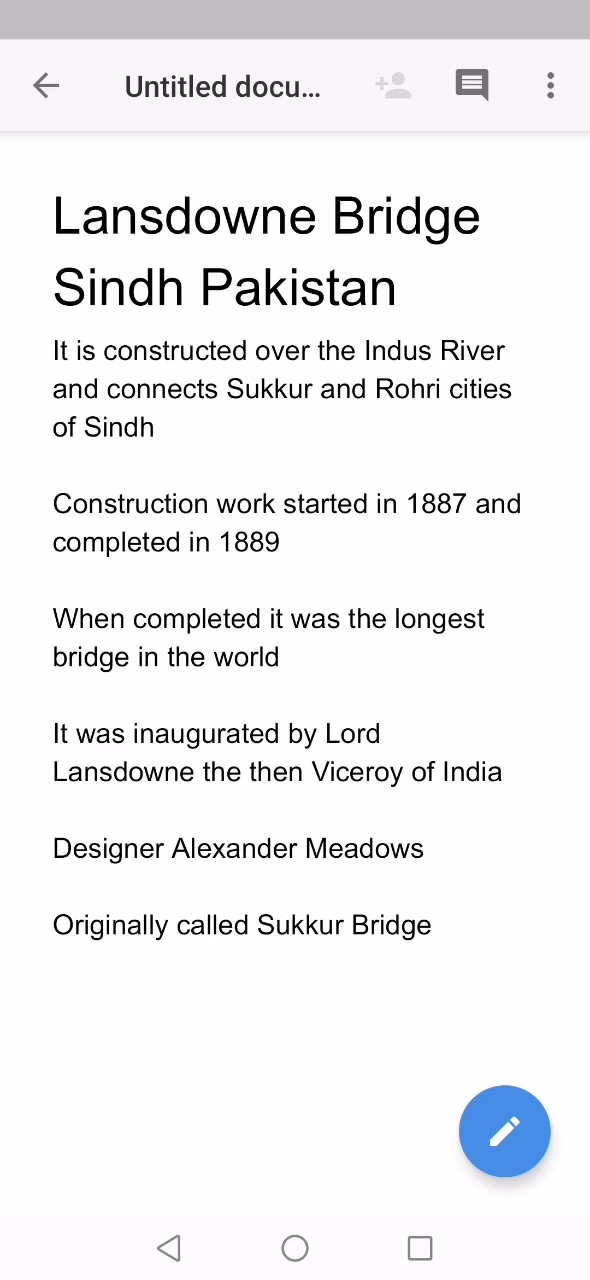 Untitled docu...
Lansdowne Bridge
Sindh Pakistan
It is constructed over the Indus River
and connects Sukkur and Rohri cities
of Sindh
Construction work started in 1887 and
completed in 1889
When completed it was the longest
bridge in the world
It was inaugurated by Lord
Lansdowne the then Viceroy of India
Designer Alexander Meadows
Originally called Sukkur Bridge